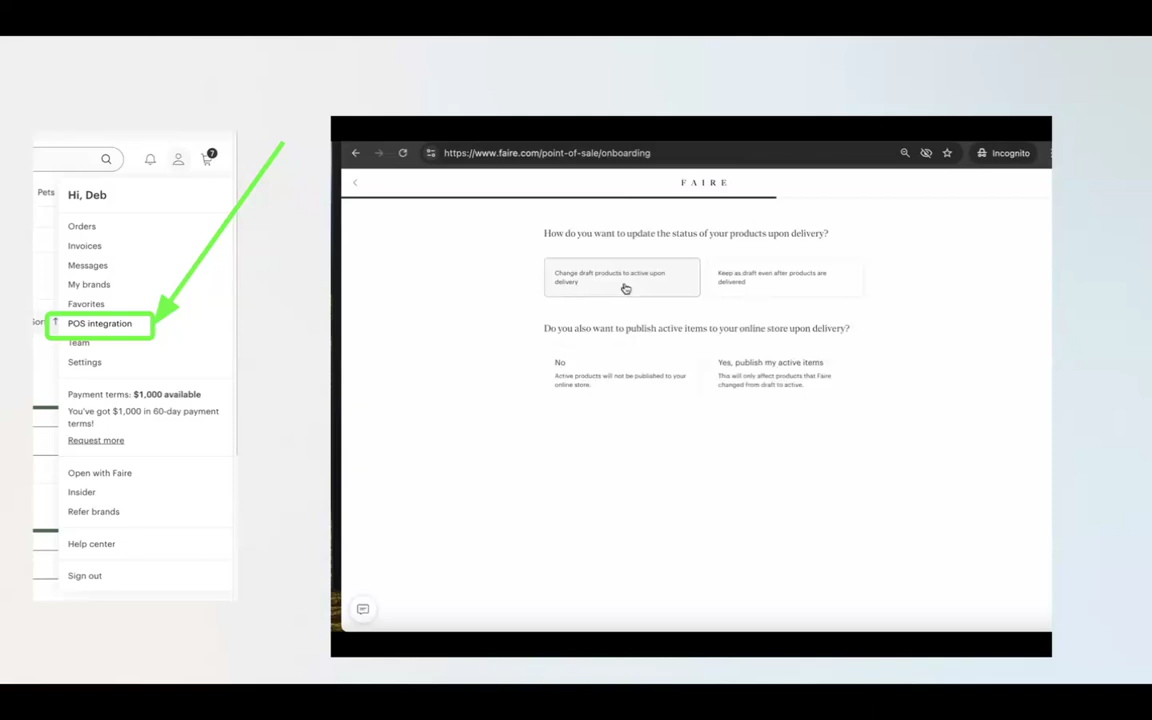 7
Pets
Hi, Deb
Orders
Invoices
Messages
My brands
Favorites
Sor
POS integration
Team
Settings
Payment terms: $1,000 available
You've got $1,000 in 60-day payment
terms!
Request more
Open with Faire
Insider
Refer brands
Help center
Sign out
https://www.faire.com/point-of-sale/onboarding
Incognito
FAIRE
How do you want to update the status of your products upon delivery?
Change draft products to active upon
delivery
Keep as draft even after products are
delivered
Do you also want to publish active items to your online store upon delivery?
No
Active products will not be published to your
online store.
Yes, publish my active items
This will only affect products that Faire
changed from draft to active.